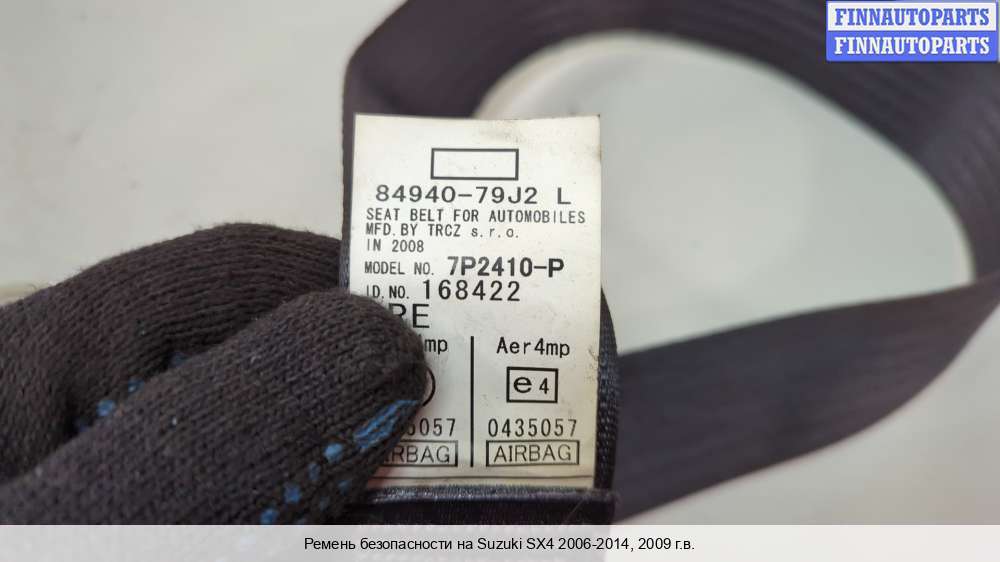 FINNAUTOPARTS
FINNAUTOPARTS
84940-79J2 L
SEAT BELT FOR AUTOMOBILES
MFD. BY TRCZ s.r.o.
IN 2008
MODEL NO. 7P2410-P
I.D. NO. 168422
RE
Aer4mp
e4
0435057
AIRBAG
Ремень безопасности на Suzuki SX4 2006-2014, 2009 г.в.